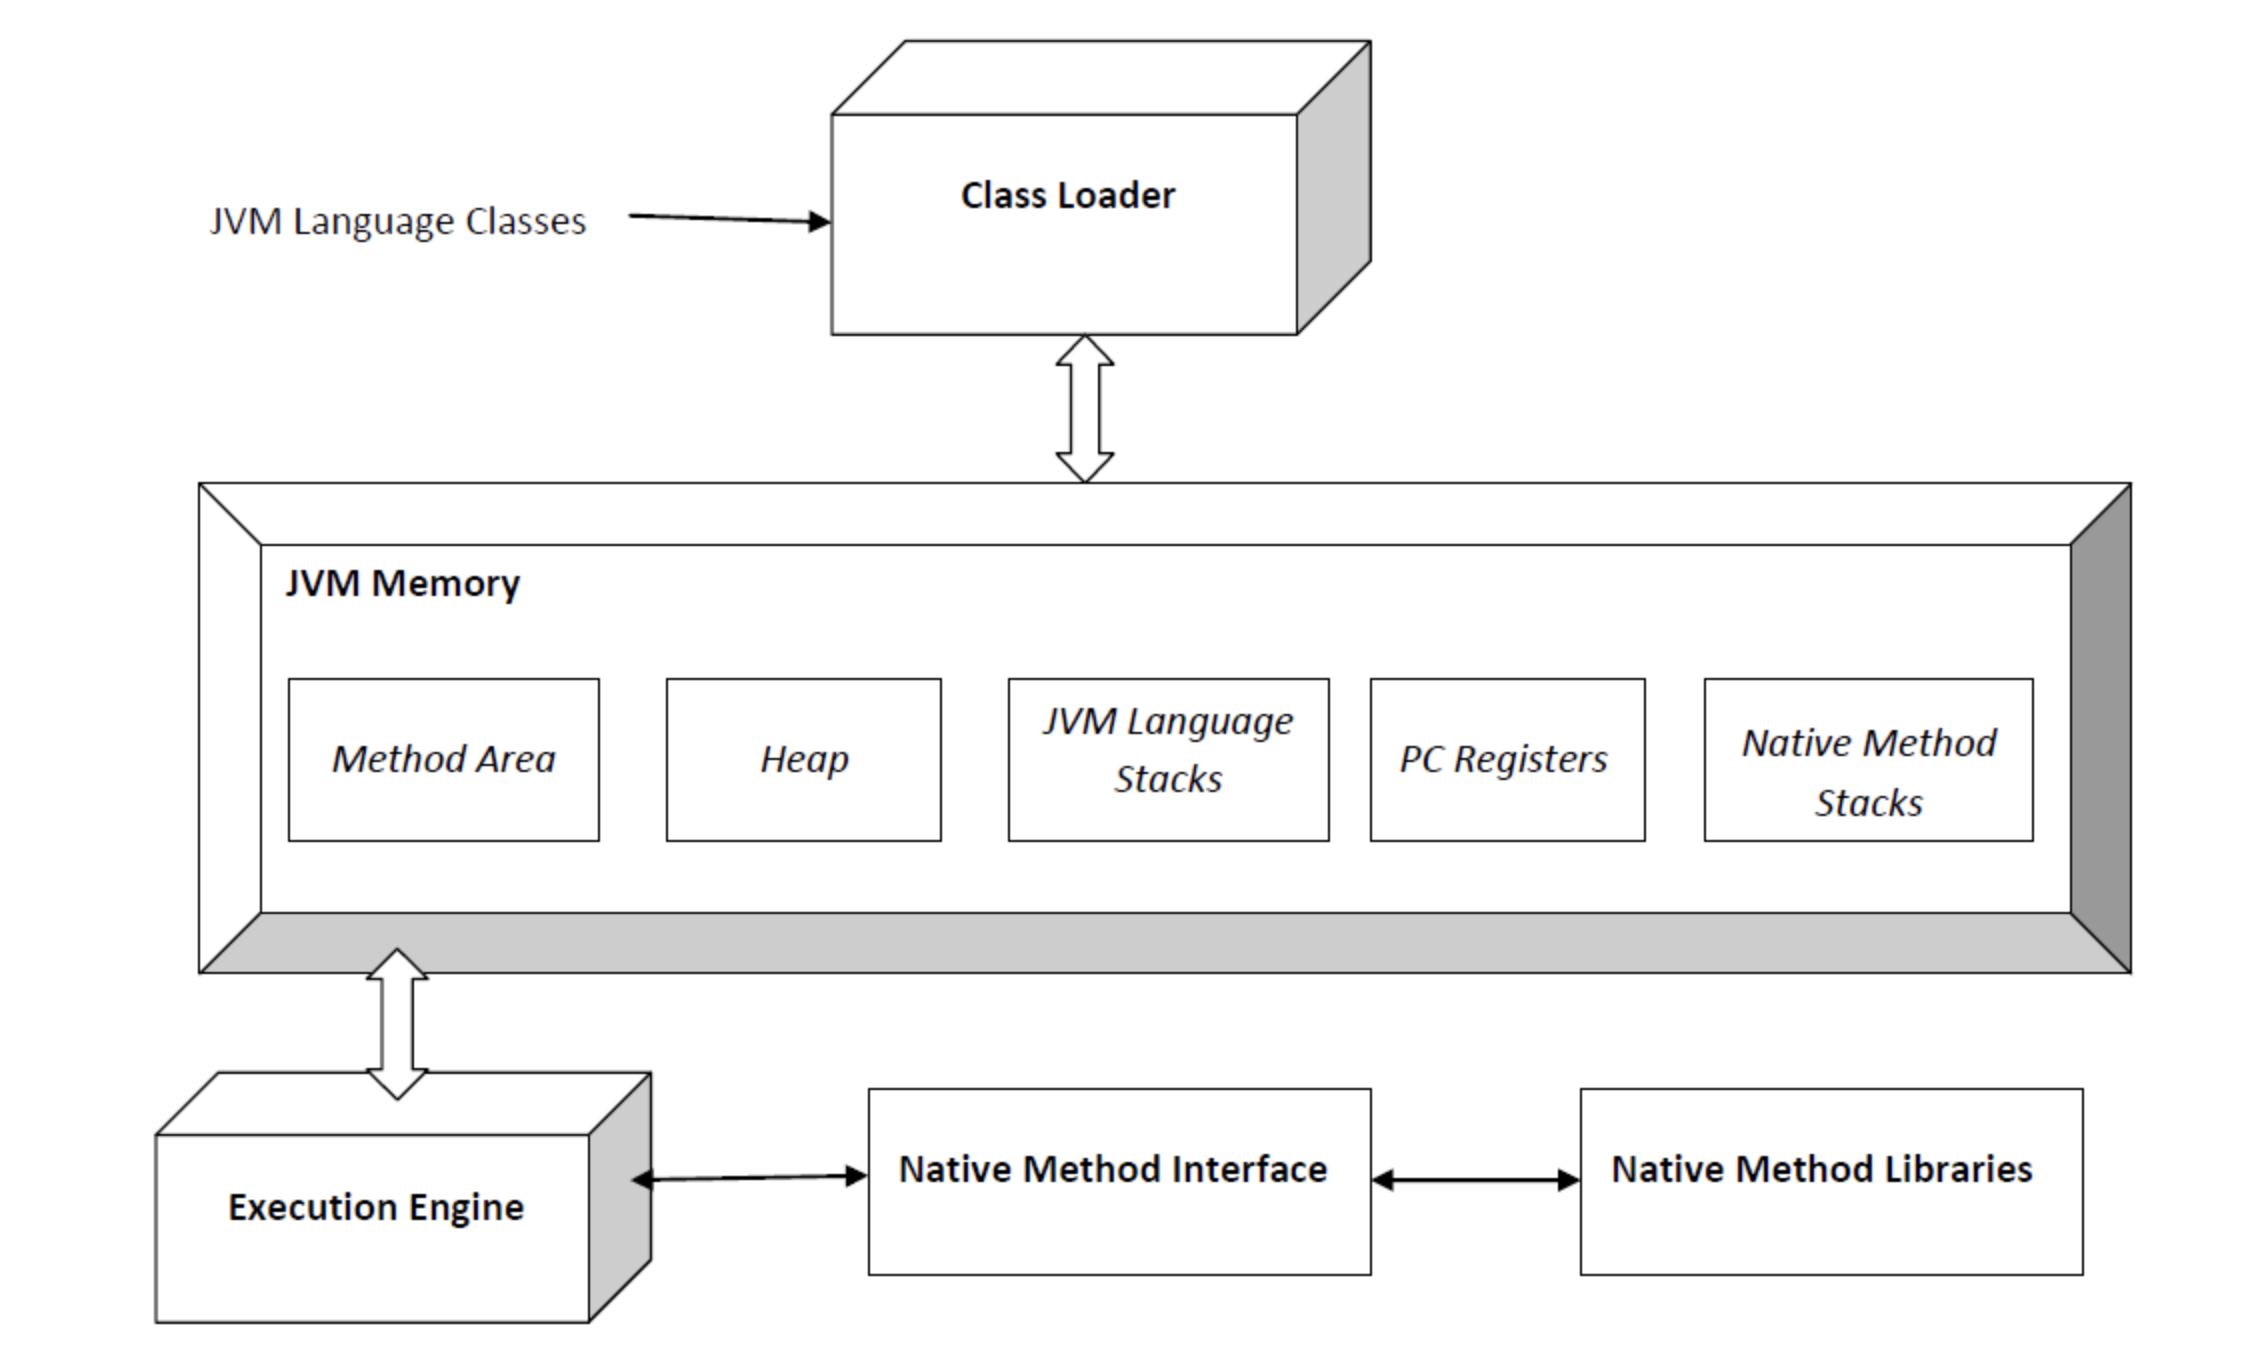 Class Loader
JVM Language Classes
JVM Memory
Method Area
Heap
JVM Language
Stacks
PC Registers
Native Method
Stacks
Execution Engine
Native Method Interface
Native Method Libraries